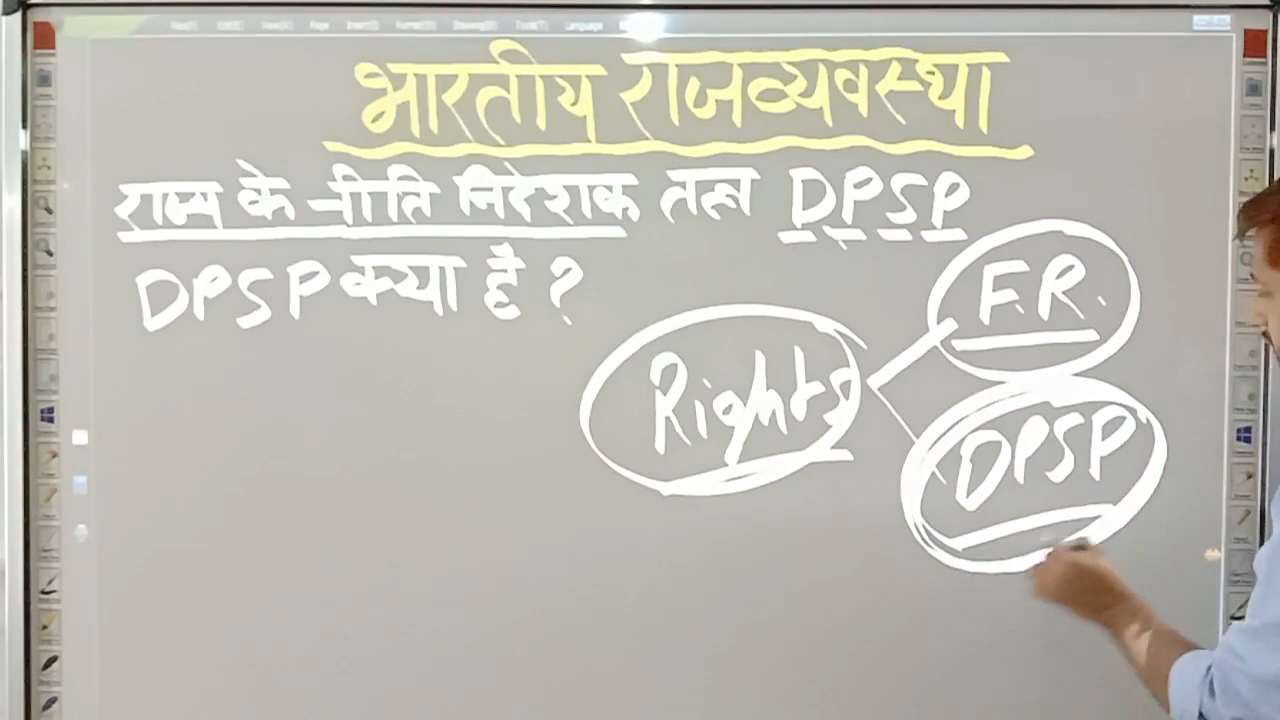 भारतीय राजव्यवस्था
राज्य के नीति निदेशक तत्व DPSP
DPSP क्या है ?
F.R.
Rights
DPSP